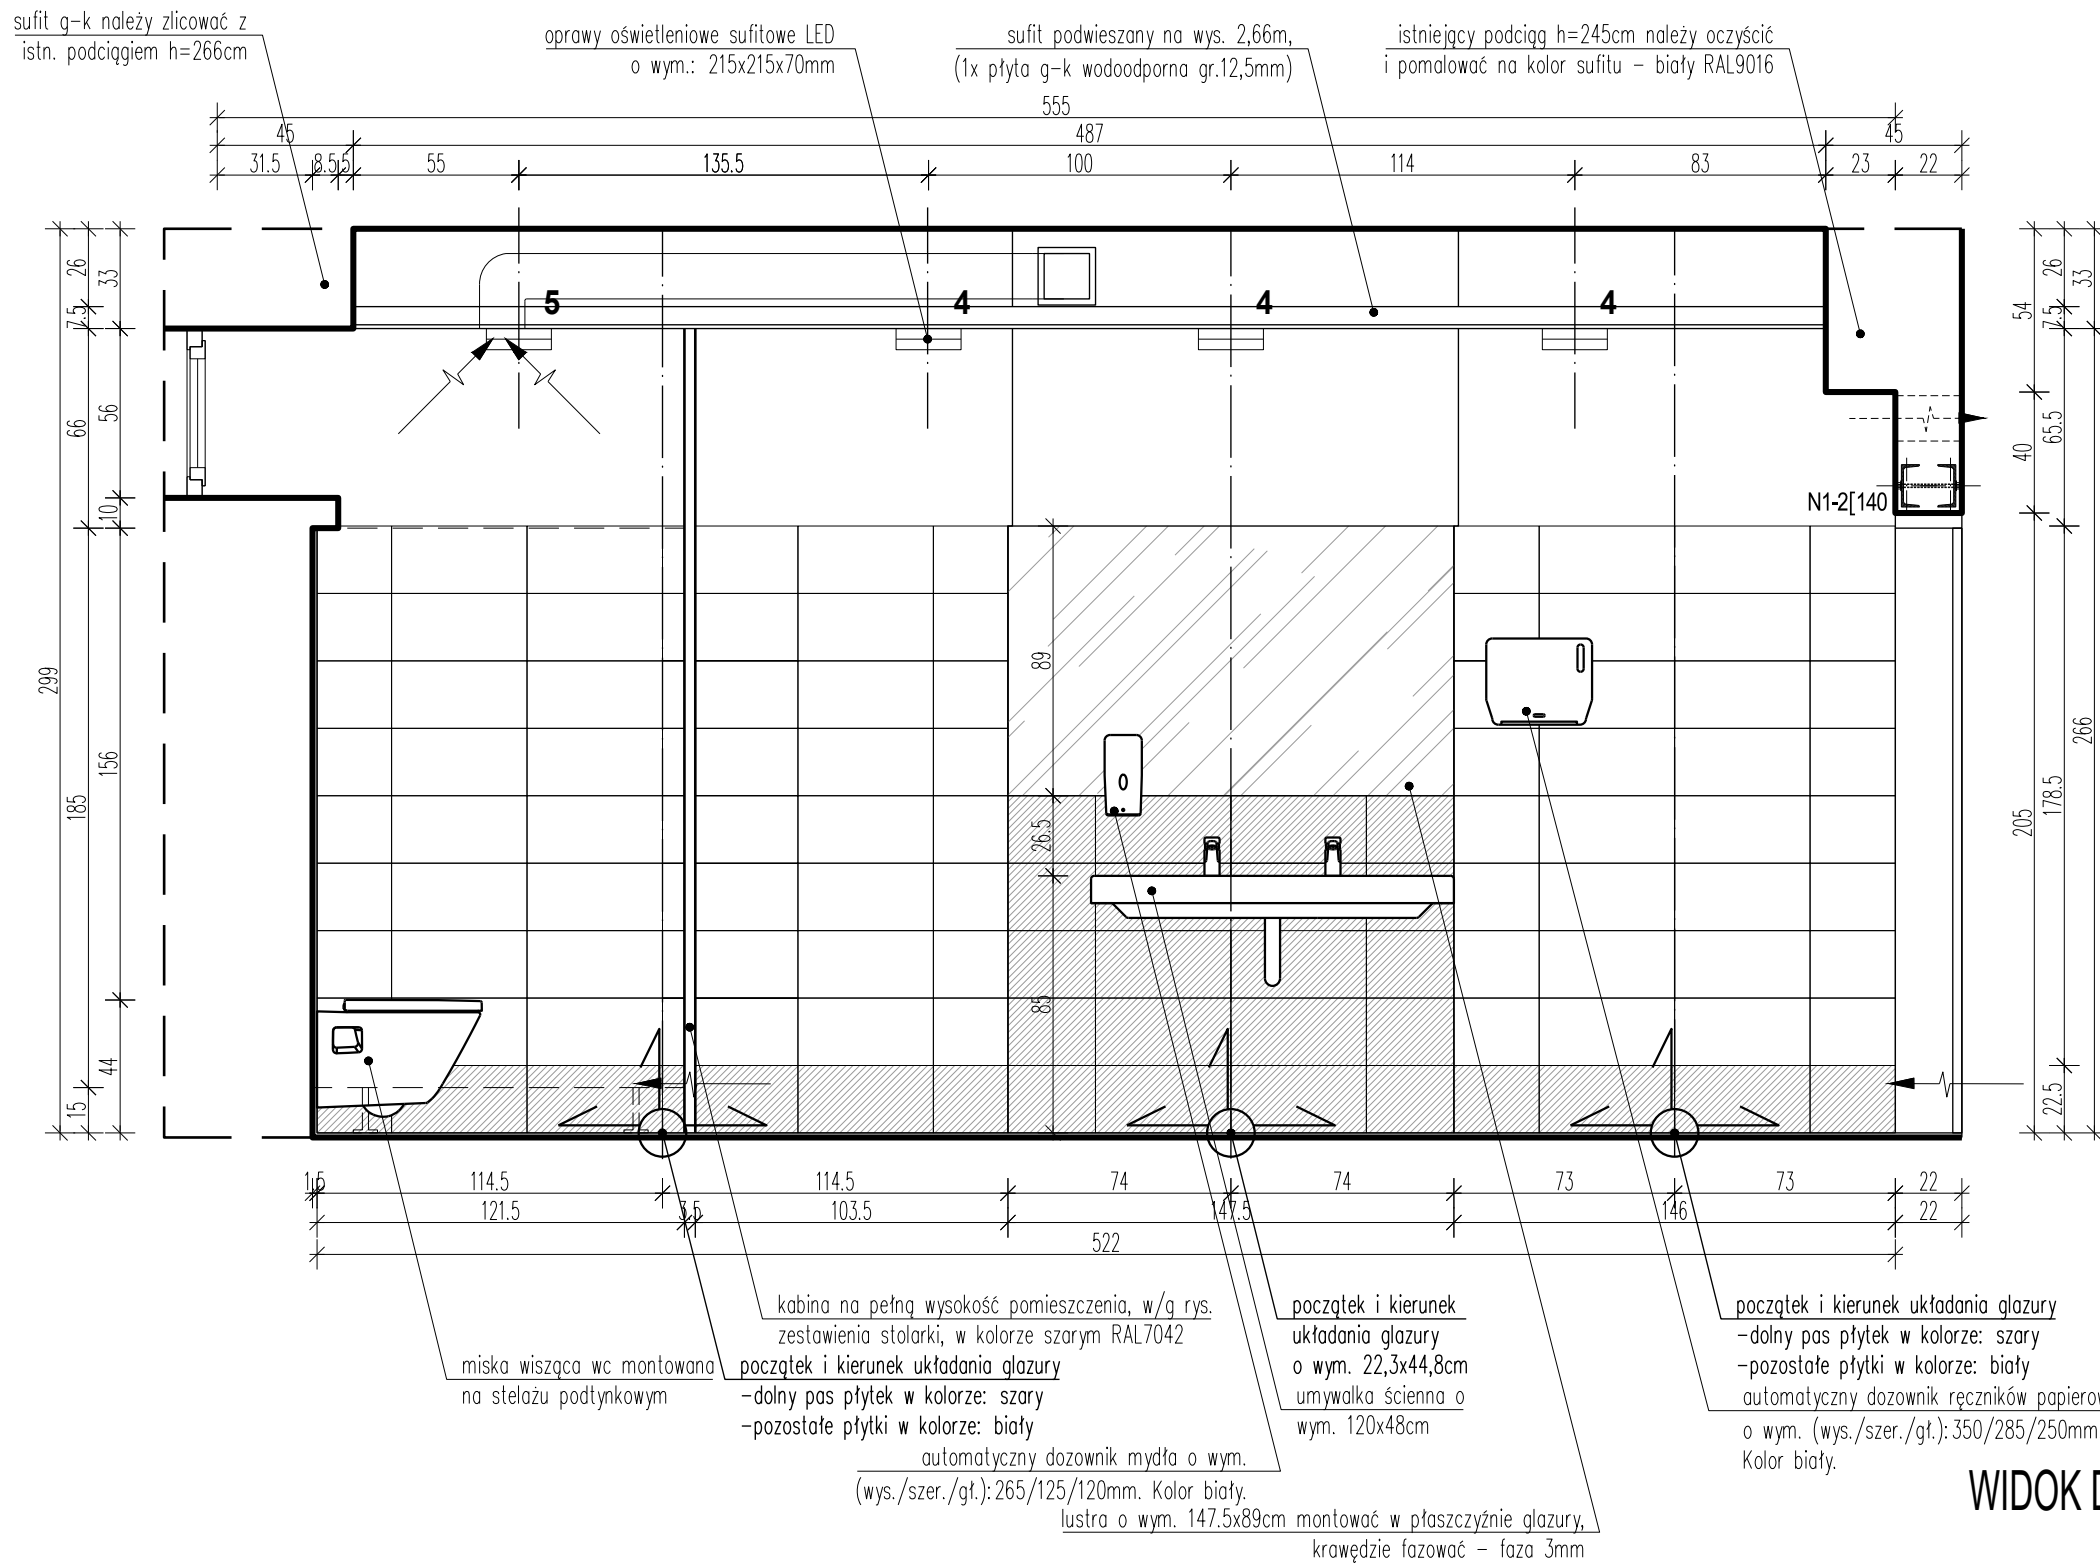 sufit g-k należy zlicować z
istn. podciągiem h=266cm
oprawy oświetleniowe sufitowe LED
o wym.: 215x215x70mm
sufit podwieszany na wys. 2,66m,
(1x płyta g-k wodoodporna gr.12,5mm)
istniejący podciąg h=245cm należy oczyścić
i pomalować na kolor sufitu - biały RAL9016
555
45 487 45
31.5 8.5 5 55 135.5 100 114 83 23 22
5 4 4 4
N1-2[140
299
26
7.5
66
185
15
33
56
10
156
44
89
26.5
85
54
40
205
26
7.5
65.5
178.5
22.5
33
266
1.5 114.5 114.5 74 74 73 73 22
121.5 3.5 103.5 147.5 146 22
522
kabina na pełną wysokość pomieszczenia, w/g rys.
zestawienia stolarki, w kolorze szarym RAL7042
miska wisząca wc montowana
na stelażu podtynkowym
początek i kierunek układania glazury
-dolny pas płytek w kolorze: szary
-pozostałe płytki w kolorze: biały
początek i kierunek
układania glazury
o wym. 22,3x44,8cm
umywalka ścienna o
wym. 120x48cm
początek i kierunek układania glazury
-dolny pas płytek w kolorze: szary
-pozostałe płytki w kolorze: biały
automatyczny dozownik ręczników papierow
o wym. (wys./szer./gł.): 350/285/250mm
Kolor biały.
automatyczny dozownik mydła o wym.
(wys./szer./gł.): 265/125/120mm. Kolor biały.
lustra o wym. 147.5x89cm montować w płaszczyźnie glazury,
krawędzie fazować - faza 3mm
WIDOK D